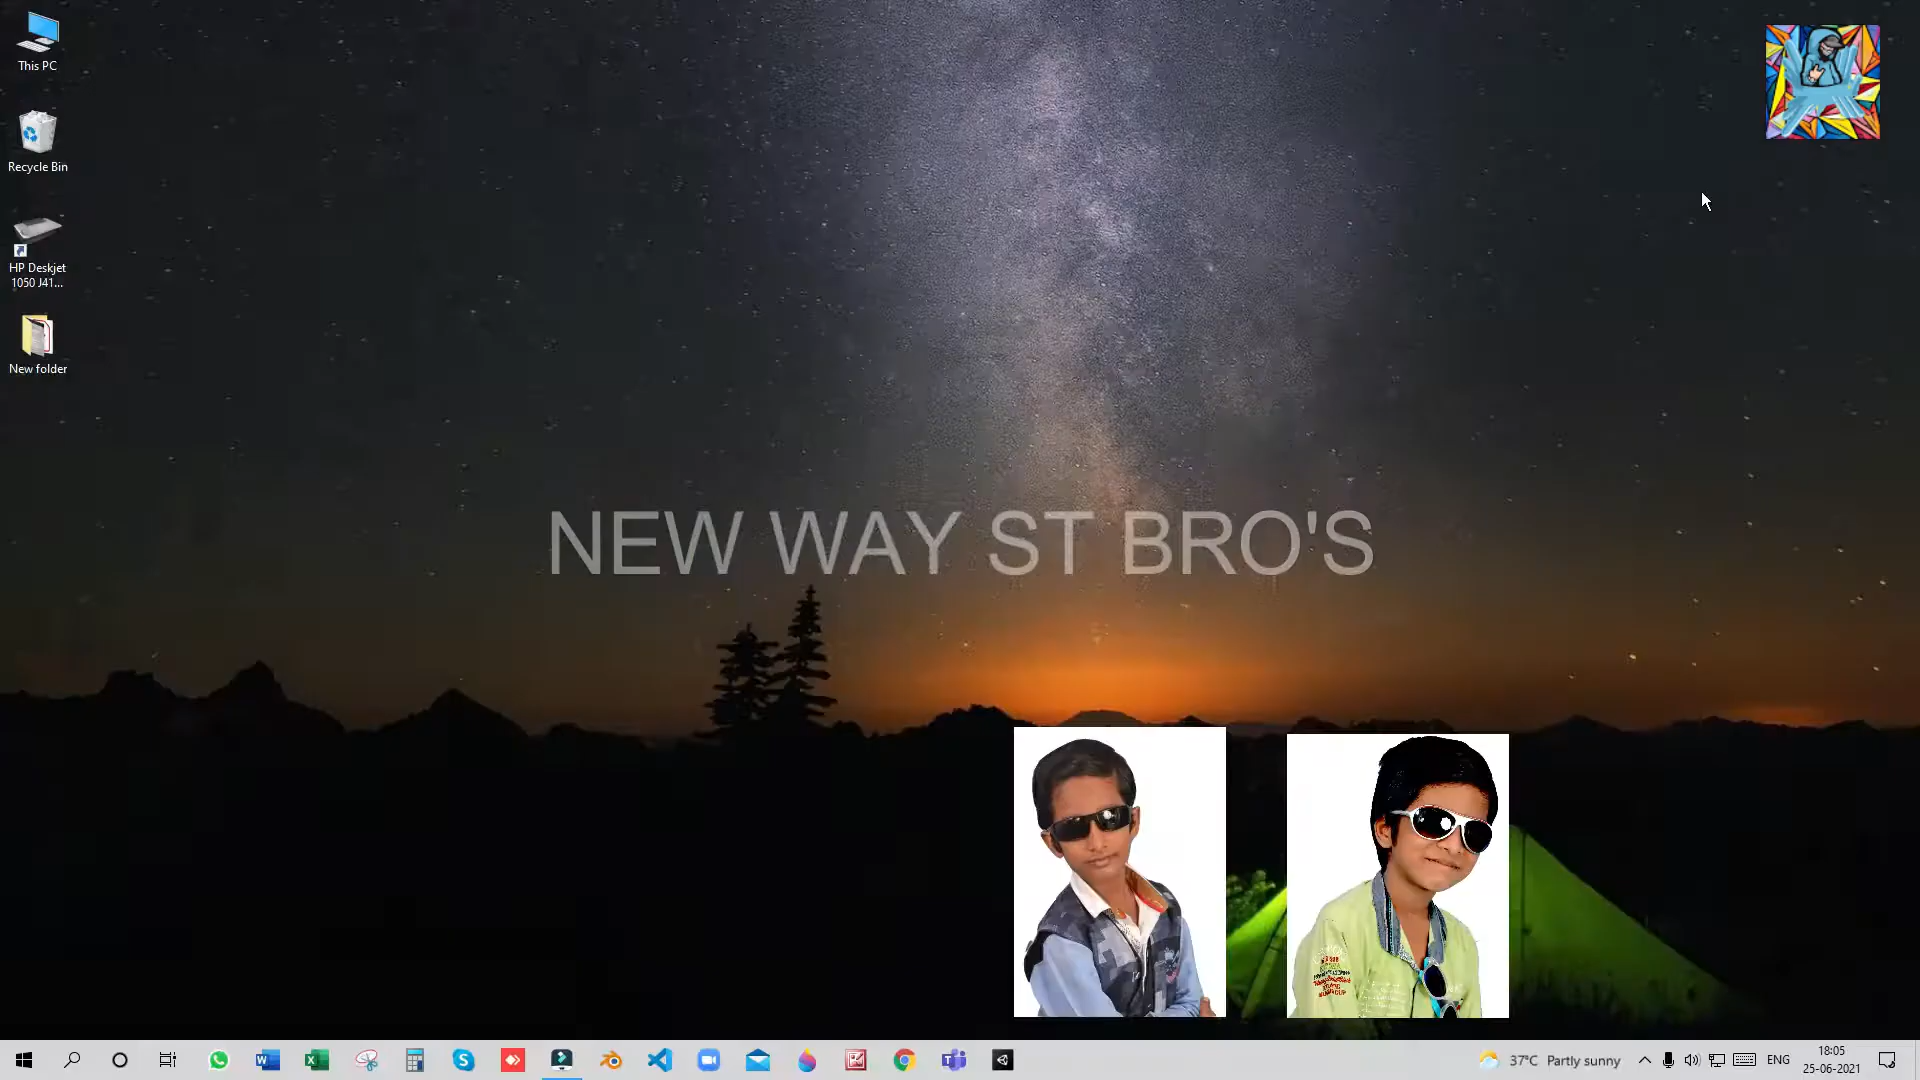 This PC
Recycle Bin
HP Deskjet
1050 J41...
New folder
NEW WAY ST BRO'S
37°C Partly sunny
ENG
18:05
25-06-2021